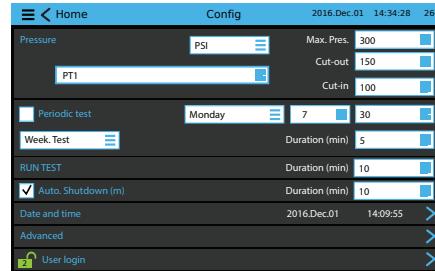 Home Config 2016.Dec.01 14:34:28 26
Pressure PSI Max. Pres. 300
Cut-out 150
PT1
Cut-in 100
Periodic test Monday 7 30
Week. Test Duration (min) 5
RUN TEST Duration (min) 10
Auto. Shutdown (m) Duration (min) 10
Date and time 2016.Dec.01 14:09:55
Advanced
2 User login